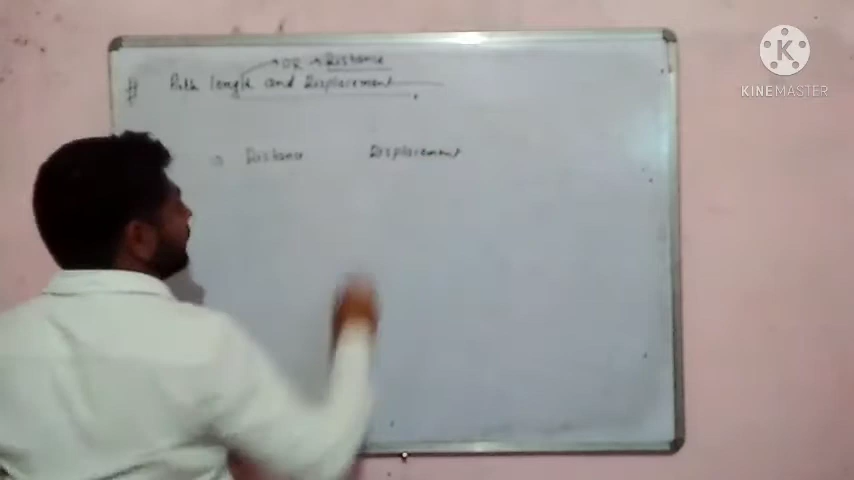 OR Distance
# Path length and Displacement
Distance Displacement
K
KINEMASTER